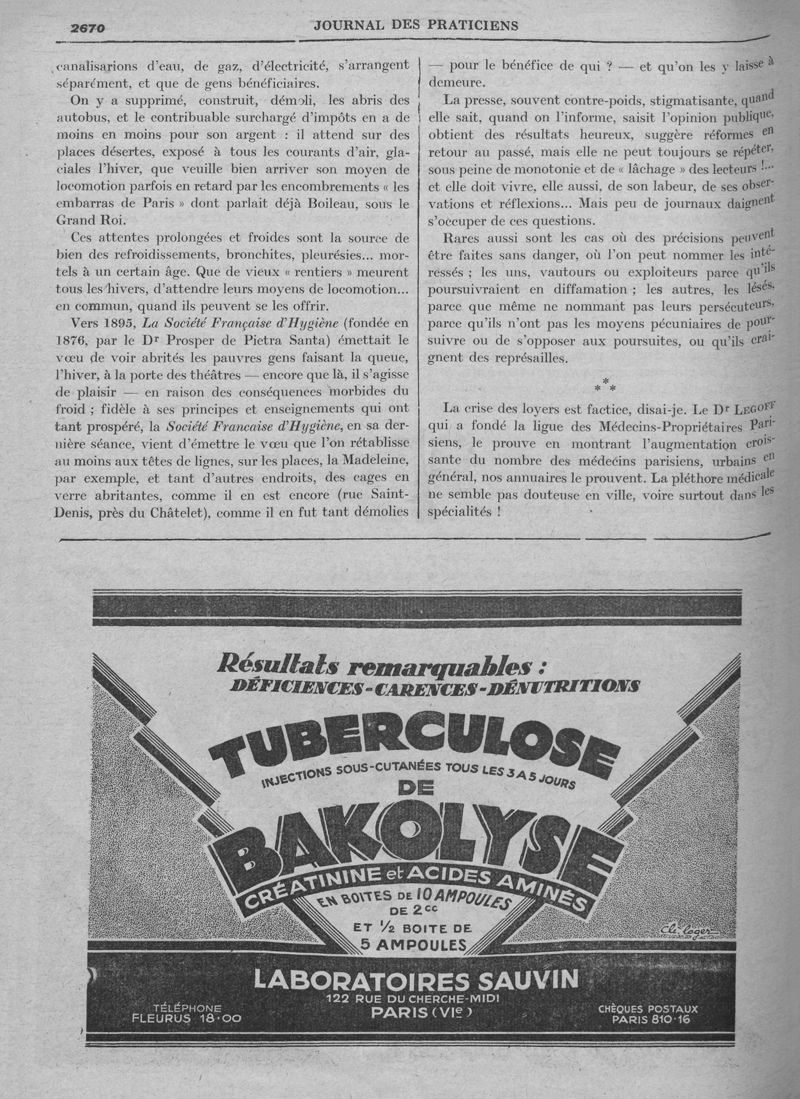 2670
JOURNAL DES PRATICIENS
canalisarions d'eau, de gaz, d'électricité, s'arrangent
séparément, et que de gens bénéficiaires.
On y a supprimé, construit, démoli, les abris des
autobus, et le contribuable surchargé d'impôts en a de
moins en moins pour son argent : il attend sur des
places désertes, exposé à tous les courants d'air, gla-
ciales l'hiver, que veuille bien arriver son moyen de
locomotion parfois en retard par les encombrements « les
embarras de Paris » dont parlait déjà Boileau, sous le
Grand Roi.
Ces attentes prolongées et froides sont la source de
bien des refroidissements, bronchites, pleurésies... mor-
tels à un certain âge. Que de vieux « rentiers » meurent
tous les hivers, d'attendre leurs moyens de locomotion...
en commun, quand ils peuvent se les offrir.
Vers 1895, La Société Française d'Hygiène (fondée en
1876, par le Dr Prosper de Pietra Santa) émettait le
vœu de voir abrités les pauvres gens faisant la queue,
l'hiver, à la porte des théâtres — encore que là, il s'agisse
de plaisir — en raison des conséquences morbides du
froid ; fidèle à ses principes et enseignements qui ont
tant prospéré, la Société Francaise d'Hygiène, en sa der-
nière séance, vient d'émettre le vœu que l'on rétablisse
au moins aux têtes de lignes, sur les places, la Madeleine,
par exemple, et tant d'autres endroits, des cages en
verre abritantes, comme il en est encore (rue Saint-
Denis, près du Châtelet), comme il en fut tant démolies
— pour le bénéfice de qui ? — et qu'on les y laisse à
demeure.
La presse, souvent contre-poids, stigmatisante, quand
elle sait, quand on l'informe, saisit l'opinion publique,
obtient des résultats heureux, suggère réformes en
retour au passé, mais elle ne peut toujours se répéter,
sous peine de monotonie et de « lâchage » des lecteurs !...
et elle doit vivre, elle aussi, de son labeur, de ses obser-
vations et réflexions... Mais peu de journaux daignent
s'occuper de ces questions.
Rares aussi sont les cas où des précisions peuvent
être faites sans danger, où l'on peut nommer les inté-
ressés ; les uns, vautours ou exploiteurs parce qu'ils
poursuivraient en diffamation ; les autres, les lésés,
parce que même ne nommant pas leurs persécuteurs,
parce qu'ils n'ont pas les moyens pécuniaires de pour-
suivre ou de s'opposer aux poursuites, ou qu'ils crai-
gnent des représailles.
*
* *
La crise des loyers est factice, disai-je. Le Dr LEGOFF
qui a fondé la ligue des Médecins-Propriétaires Pari-
siens, le prouve en montrant l'augmentation crois-
sante du nombre des médecins parisiens, urbains en
général, nos annuaires le prouvent. La pléthore médicale
ne semble pas douteuse en ville, voire surtout dans les
spécialités !
Résultats remarquables :
DÉFICIENCES-CARENCES-DÉNUTRITIONS
TUBERCULOSE
INJECTIONS SOUS-CUTANÉES TOUS LES 3 A 5 JOURS
DE
BAKOLYSE
CRÉATININE et ACIDES AMINÉS
EN BOITES DE 10 AMPOULES
DE 2cc
ET 1/2 BOITE DE
5 AMPOULES
Cli. Loger
LABORATOIRES SAUVIN
122 RUE DU CHERCHE-MIDI
PARIS (VIe)
TÉLÉPHONE
FLEURUS 18·00
CHÈQUES POSTAUX
PARIS 810·16